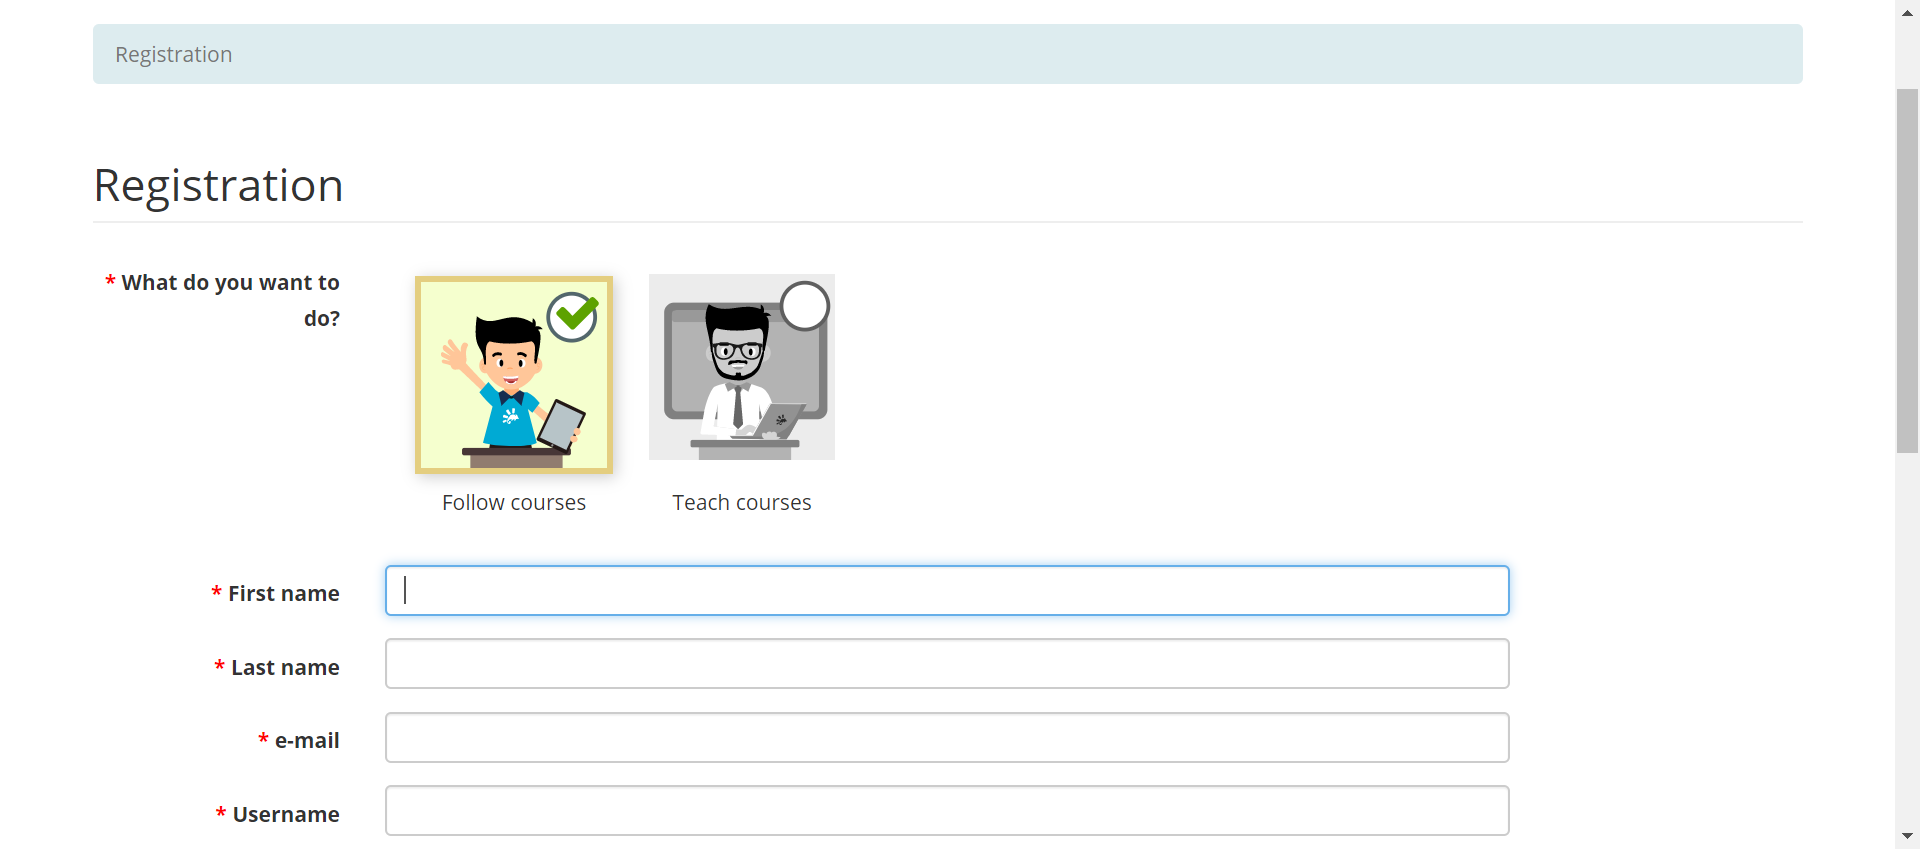 Registration
Registration
* What do you want to
do?
Follow courses
Teach courses
* First name
* Last name
* e-mail
* Username